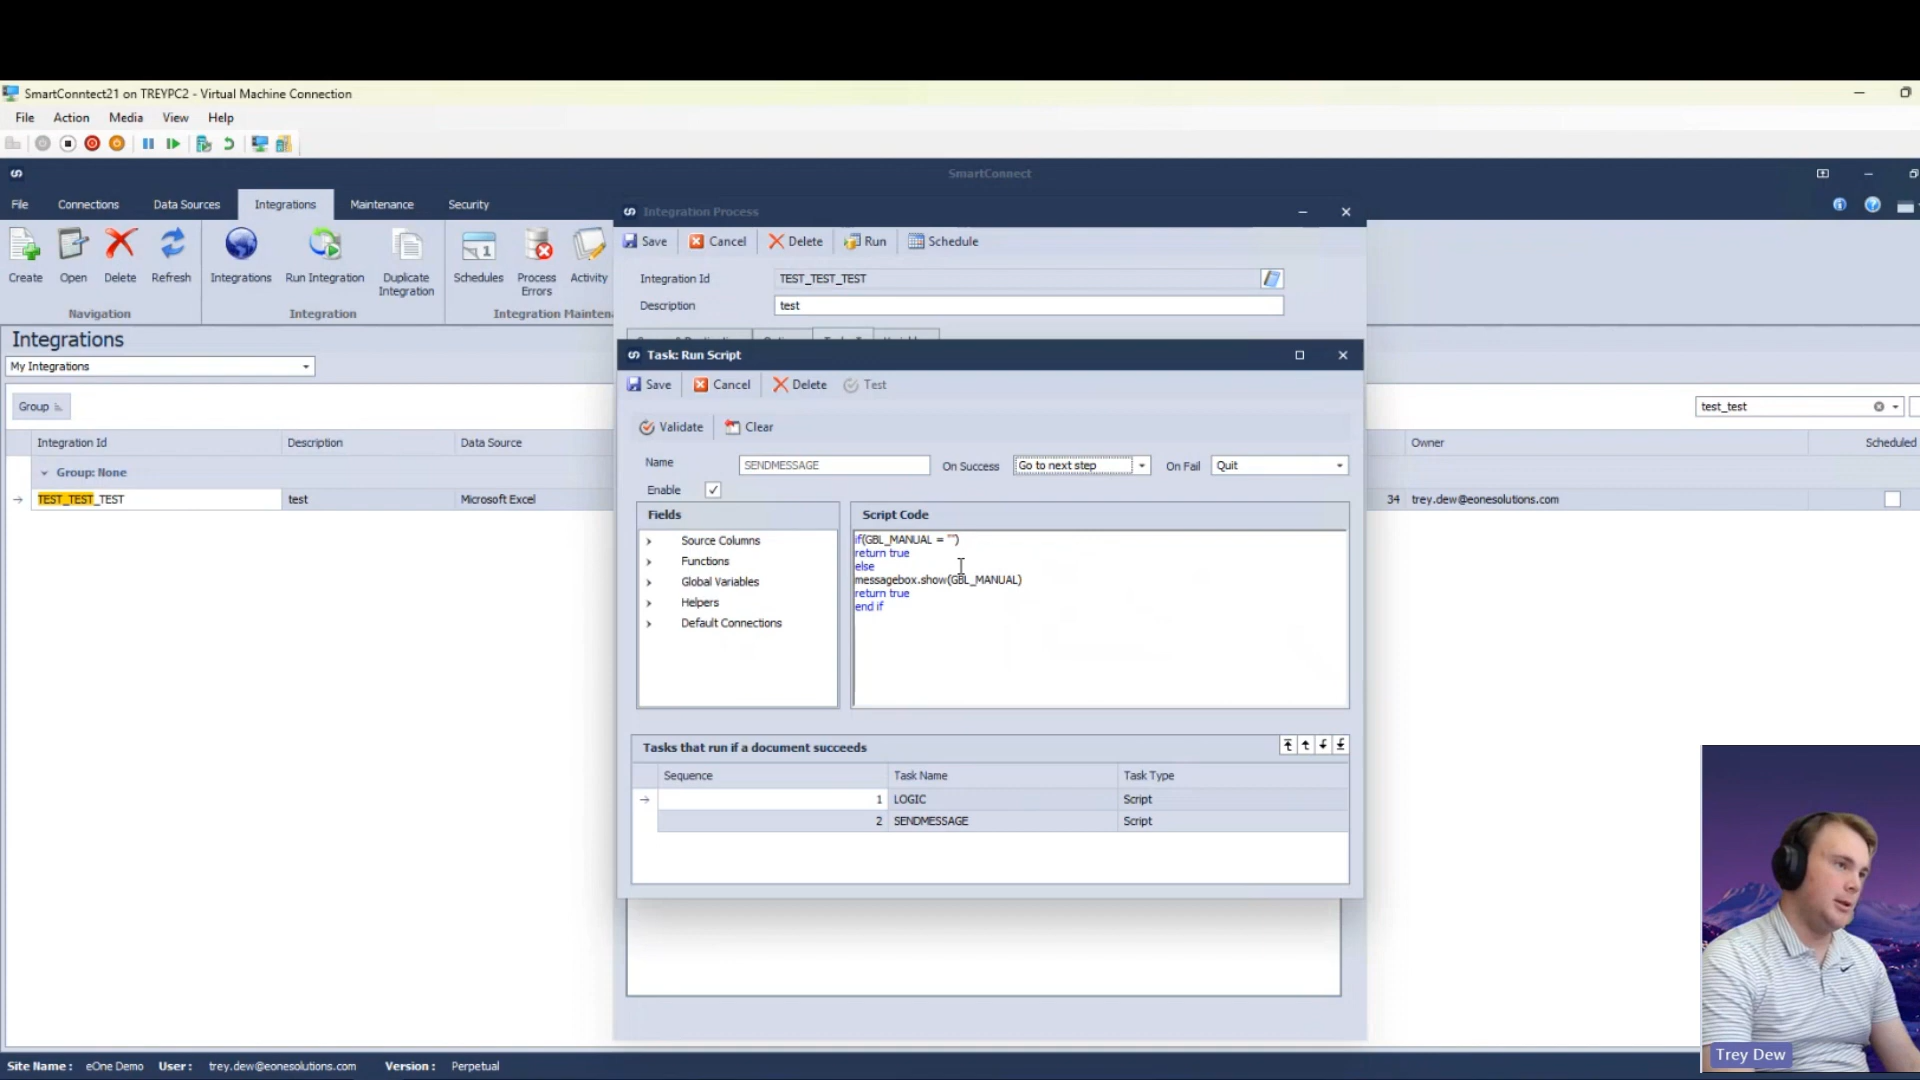 SmartConntect21 on TREYPC2 - Virtual Machine Connection
File Action Media View Help
SmartConnect
File Connections Data Sources Integrations Maintenance Security
Integration Process
Create Open Delete Refresh Integrations Run Integration Duplicate Integration Schedules Process Errors Activity
Navigation Integration Integration Maintena
Save Cancel Delete Run Schedule
Integration Id TEST_TEST_TEST
Description test
Integrations
My Integrations
Group
test_test
Integration Id Description Data Source Owner Scheduled
Group: None
TEST_TEST_TEST test Microsoft Excel 34 trey.dew@eonesolutions.com
Task: Run Script
Save Cancel Delete Test
Validate Clear
Name SENDMESSAGE On Success Go to next step On Fail Quit
Enable
Fields
Source Columns
Functions
Global Variables
Helpers
Default Connections
Script Code
if(GBL_MANUAL = "")
return true
else
messagebox.show(GBL_MANUAL)
return true
end if
Tasks that run if a document succeeds
Sequence Task Name Task Type
1 LOGIC Script
2 SENDMESSAGE Script
Trey Dew
Site Name : eOne Demo User : trey.dew@eonesolutions.com Version : Perpetual